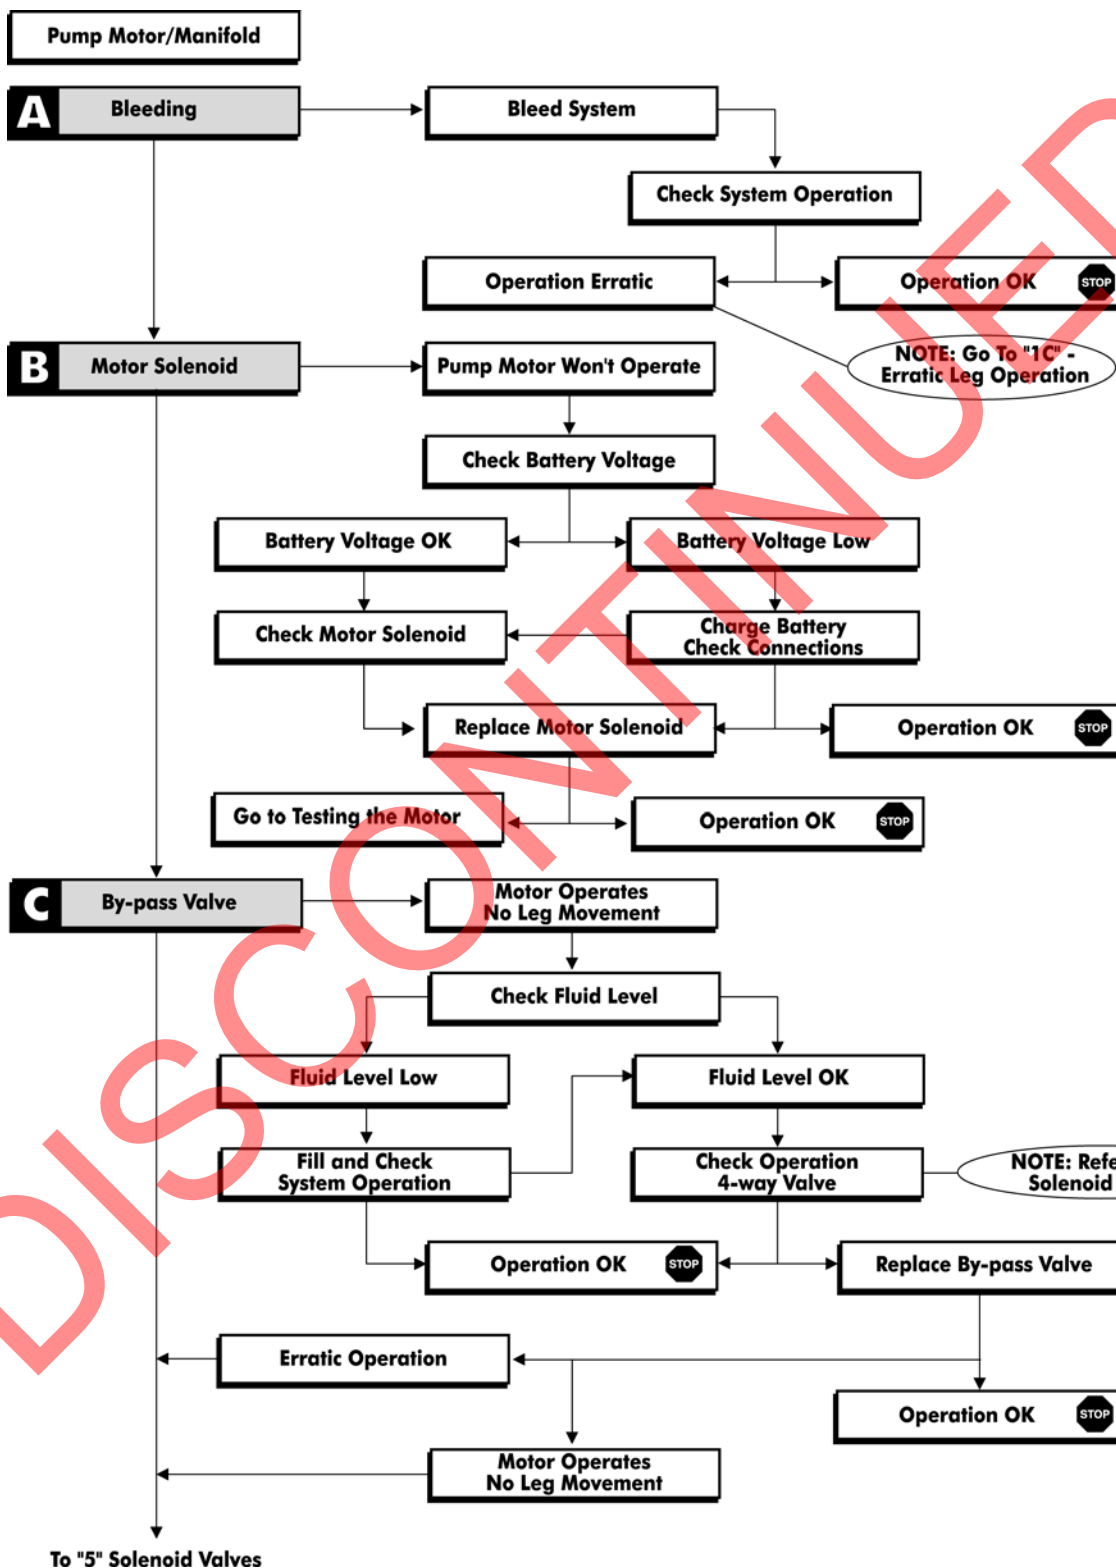 Pump Motor/Manifold
A
Bleeding
Bleed System
Check System Operation
Operation Erratic
Operation OK
STOP
NOTE: Go To "1C" -
Erratic Leg Operation
B
Motor Solenoid
Pump Motor Won't Operate
Check Battery Voltage
Battery Voltage OK
Battery Voltage Low
Check Motor Solenoid
Charge Battery
Check Connections
Replace Motor Solenoid
Operation OK
STOP
Go to Testing the Motor
Operation OK
STOP
C
By-pass Valve
Motor Operates
No Leg Movement
Check Fluid Level
Fluid Level Low
Fluid Level OK
Fill and Check
System Operation
Check Operation
4-way Valve
NOTE: Refe
Solenoid
Operation OK
STOP
Replace By-pass Valve
Erratic Operation
Operation OK
STOP
Motor Operates
No Leg Movement
To "5" Solenoid Valves
DISCONTINUED